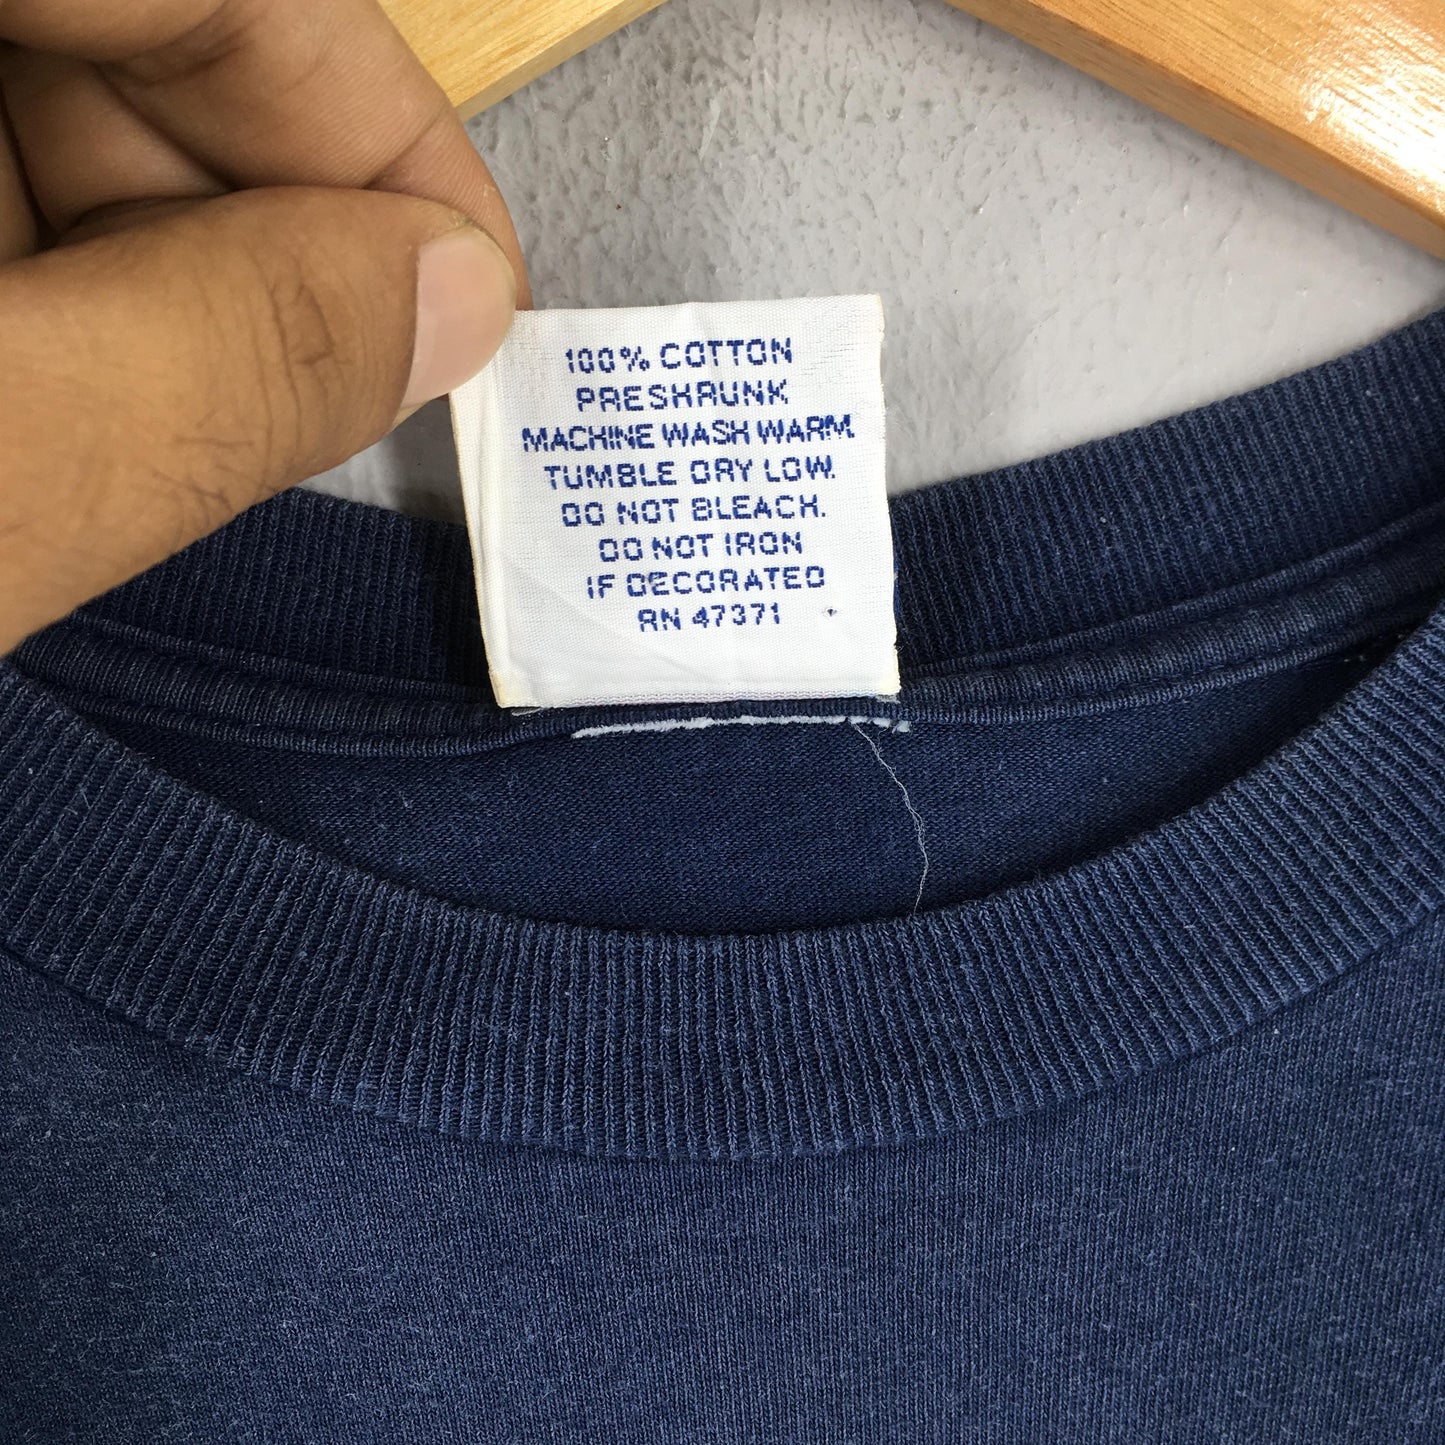 100% COTTON
PRESHRUNK
MACHINE WASH WARM.
TUMBLE DRY LOW.
DO NOT BLEACH.
DO NOT IRON
IF DECORATED
RN 47371